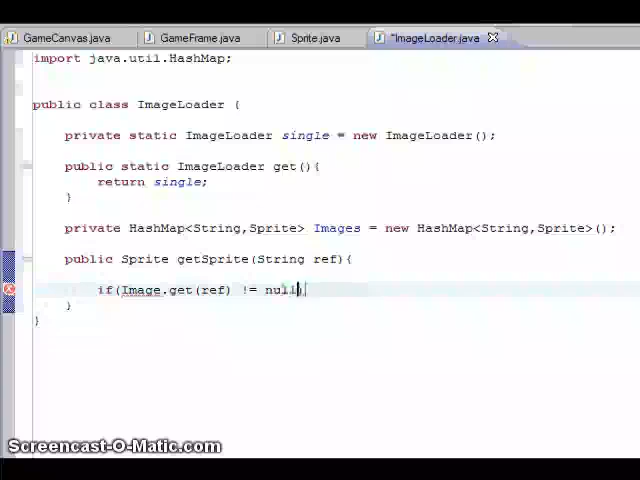 GameCanvas.java GameFrame.java Sprite.java *ImageLoader.java
import java.util.HashMap;
public class ImageLoader {
private static ImageLoader single = new ImageLoader();
public static ImageLoader get(){
return single;
}
private HashMap<String,Sprite> Images = new HashMap<String,Sprite>();
public Sprite getSprite(String ref){
if(Image.get(ref) != null)
}
}
Screencast-O-Matic.com